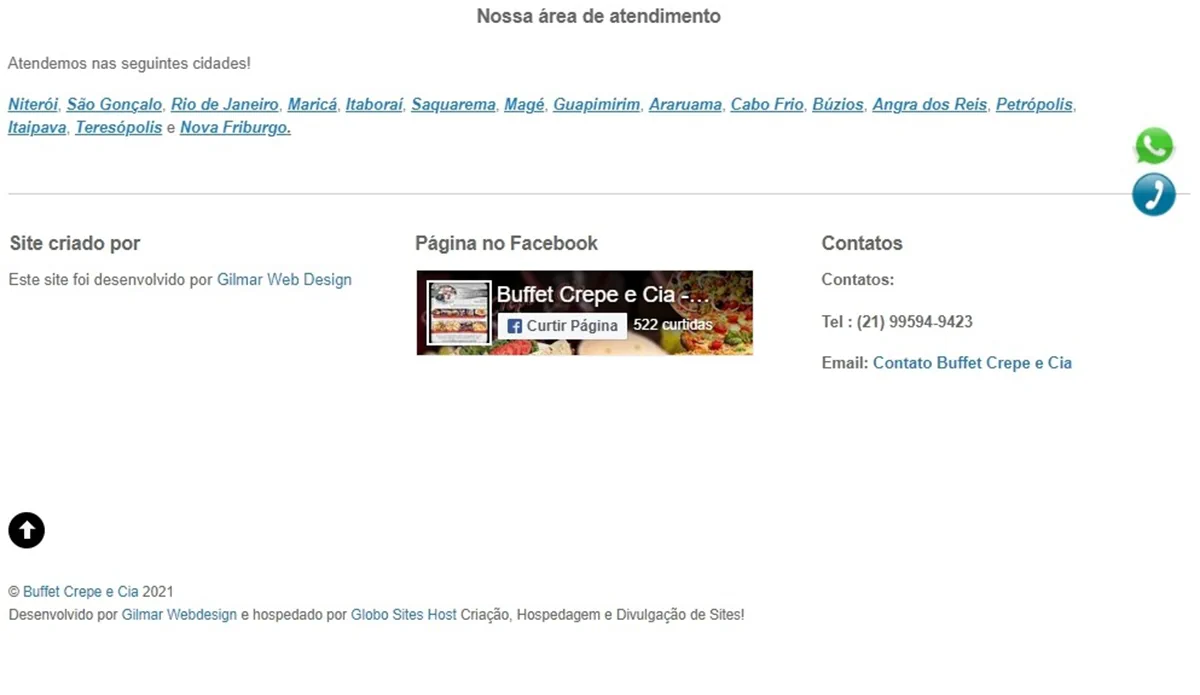 Nossa área de atendimento
Atendemos nas seguintes cidades!
Niterói, São Gonçalo, Rio de Janeiro, Maricá, Itaboraí, Saquarema, Magé, Guapimirim, Araruama, Cabo Frio, Búzios, Angra dos Reis, Petrópolis,
Itaipava, Teresópolis e Nova Friburgo.
Site criado por
Este site foi desenvolvido por Gilmar Web Design
Página no Facebook
Buffet Crepe e Cia -...
Curtir Página
522 curtidas
Contatos
Contatos:
Tel : (21) 99594-9423
Email: Contato Buffet Crepe e Cia
© Buffet Crepe e Cia 2021
Desenvolvido por Gilmar Webdesign e hospedado por Globo Sites Host Criação, Hospedagem e Divulgação de Sites!